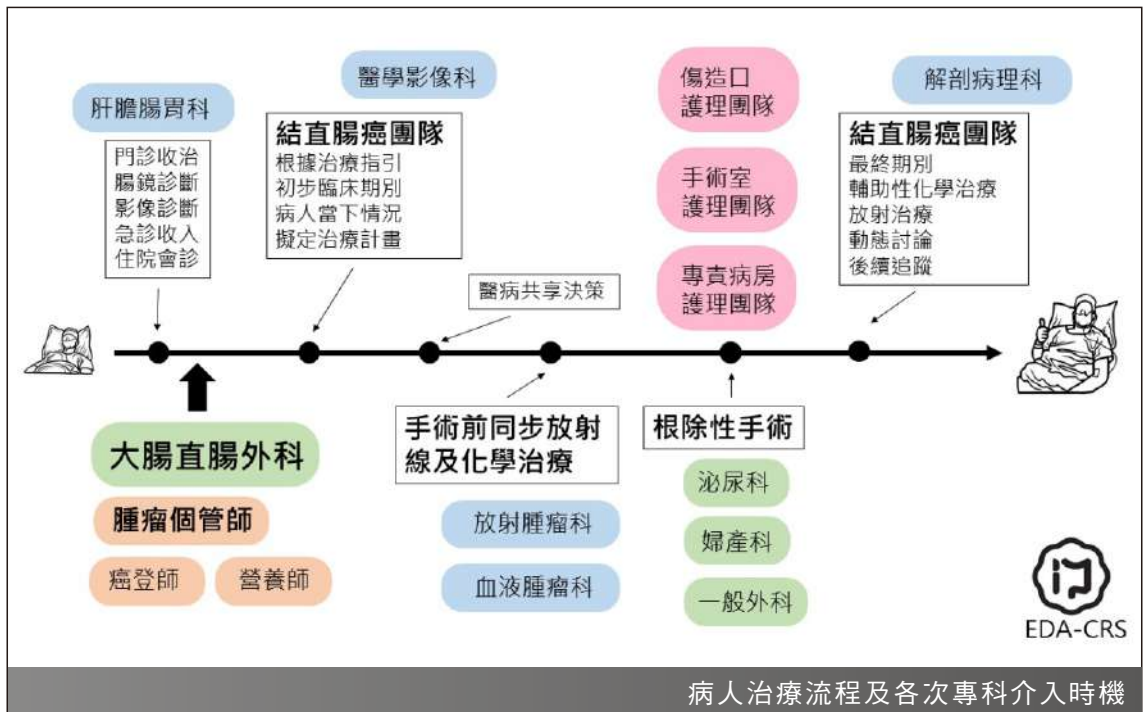 肝膽腸胃科
門診收治
腸鏡診斷
影像診斷
急診收入
住院會診
醫學影像科
結直腸癌團隊
根據治療指引
初步臨床期別
病人當下情況
擬定治療計畫
醫病共享決策
傷造口
護理團隊
手術室
護理團隊
專責病房
護理團隊
解剖病理科
結直腸癌團隊
最終期別
輔助性化學治療
放射治療
動態討論
後續追蹤
大腸直腸外科
腫瘤個管師
癌登師
營養師
手術前同步放射
線及化學治療
放射腫瘤科
血液腫瘤科
根除性手術
泌尿科
婦產科
一般外科
EDA-CRS
病人治療流程及各次專科介入時機